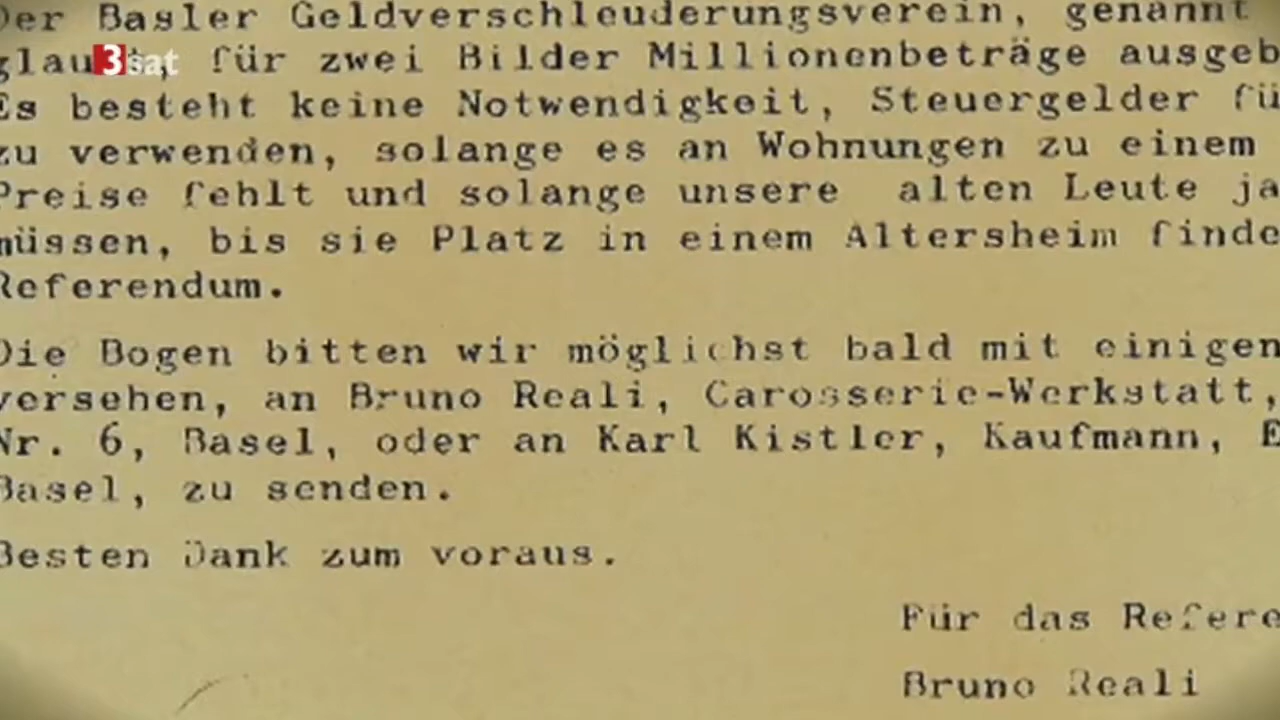 Der Basler Geldverschleuderungsverein, genannt
für zwei Bilder Millionenbeträge ausgeb
Es besteht keine Notwendigkeit, Steuergelder fü
zu verwenden, solange es an Wohnungen zu einem
Preise fehlt und solange unsere alten Leute ja
müssen, bis sie Platz in einem Altersheim finde
Referendum.
Die Bogen bitten wir möglichst bald mit einigen
versehen, an Bruno Reali, Carosserie-Werkstatt,
Nr. 6, Basel, oder an Karl Kistler, Kaufmann, E
Basel, zu senden.
Besten Dank zum voraus.
Für das Refere
Bruno Reali
3sat